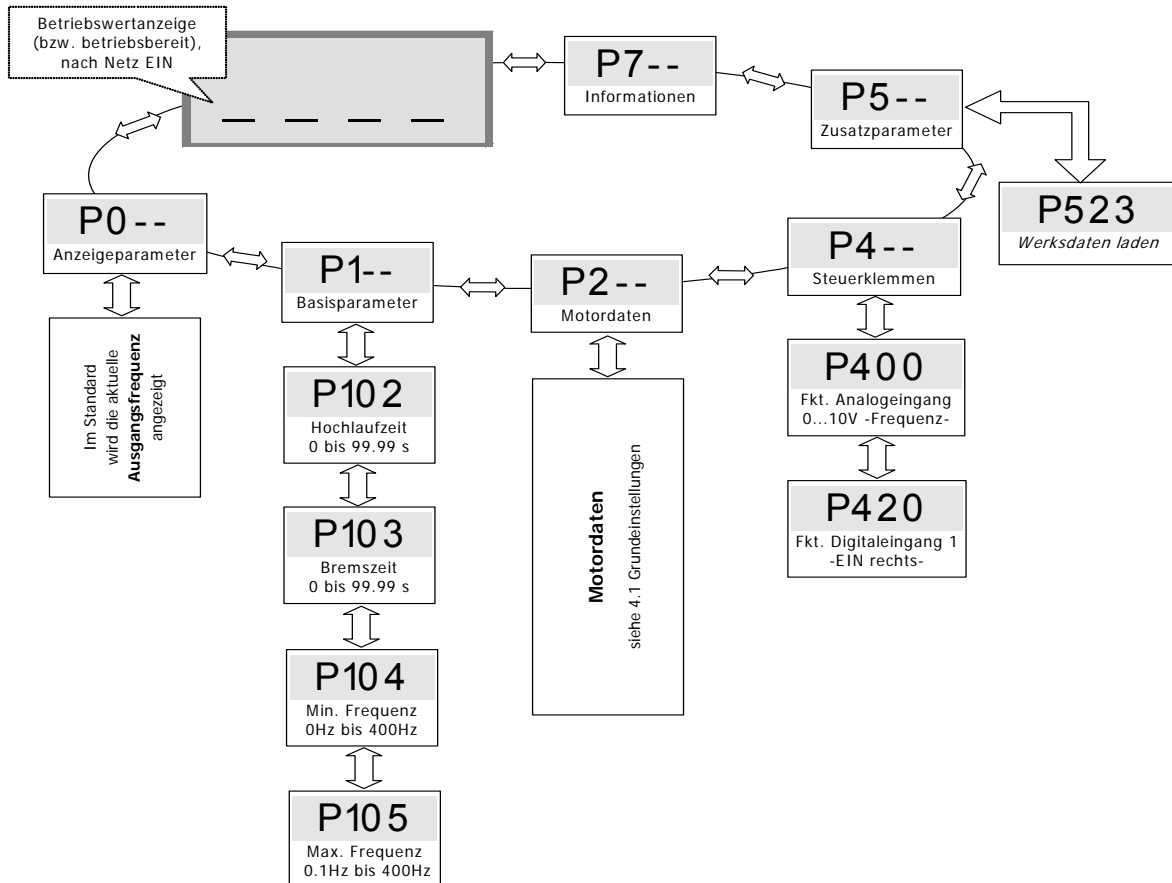 Betriebswertanzeige
(bzw. betriebsbereit),
nach Netz EIN
P7--
Informationen
P5--
Zusatzparameter
P523
Werksdaten laden
P0--
Anzeigeparameter
P1--
Basisparameter
P2--
Motordaten
P4--
Steuerklemmen
Im Standard
wird die aktuelle
Ausgangsfrequenz
angezeigt
P102
Hochlaufzeit
0 bis 99.99 s
P103
Bremszeit
0 bis 99.99 s
P104
Min. Frequenz
0Hz bis 400Hz
P105
Max. Frequenz
0.1Hz bis 400Hz
Motordaten
siehe 4.1 Grundeinstellungen
P400
Fkt. Analogeingang
0...10V -Frequenz-
P420
Fkt. Digitaleingang 1
-EIN rechts-